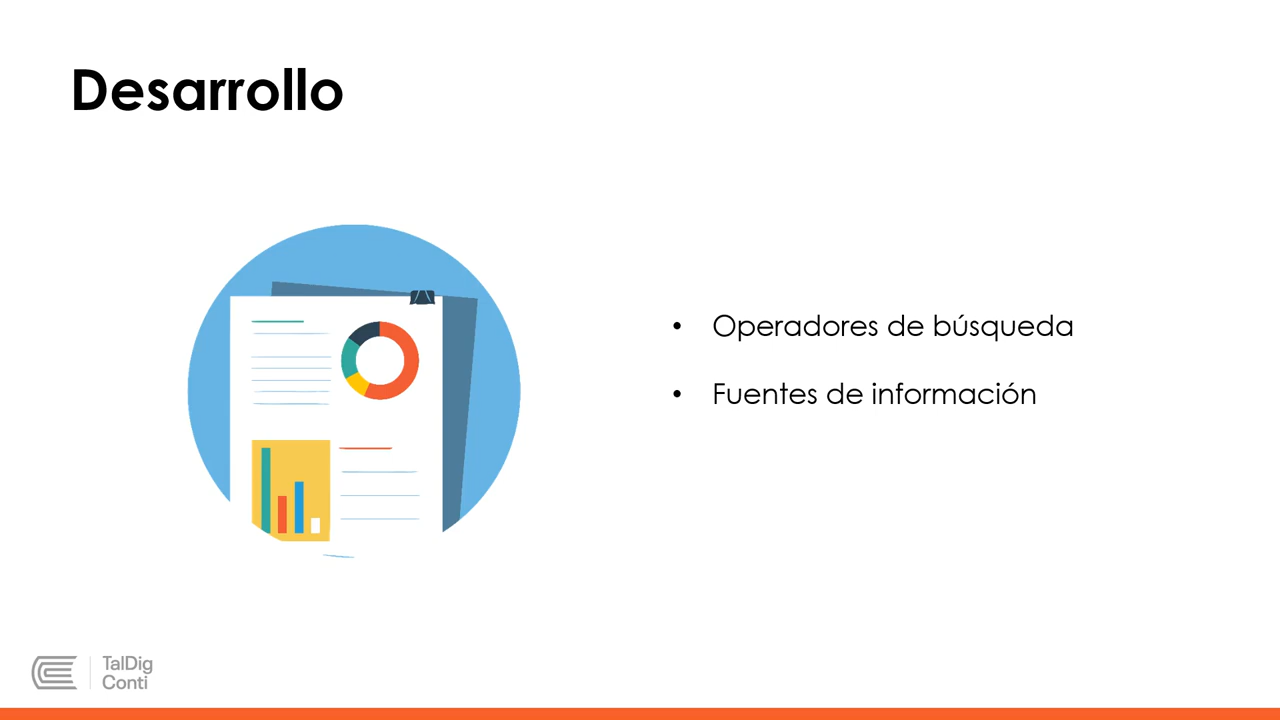 Desarrollo
• Operadores de búsqueda
• Fuentes de información
TalDig
Conti